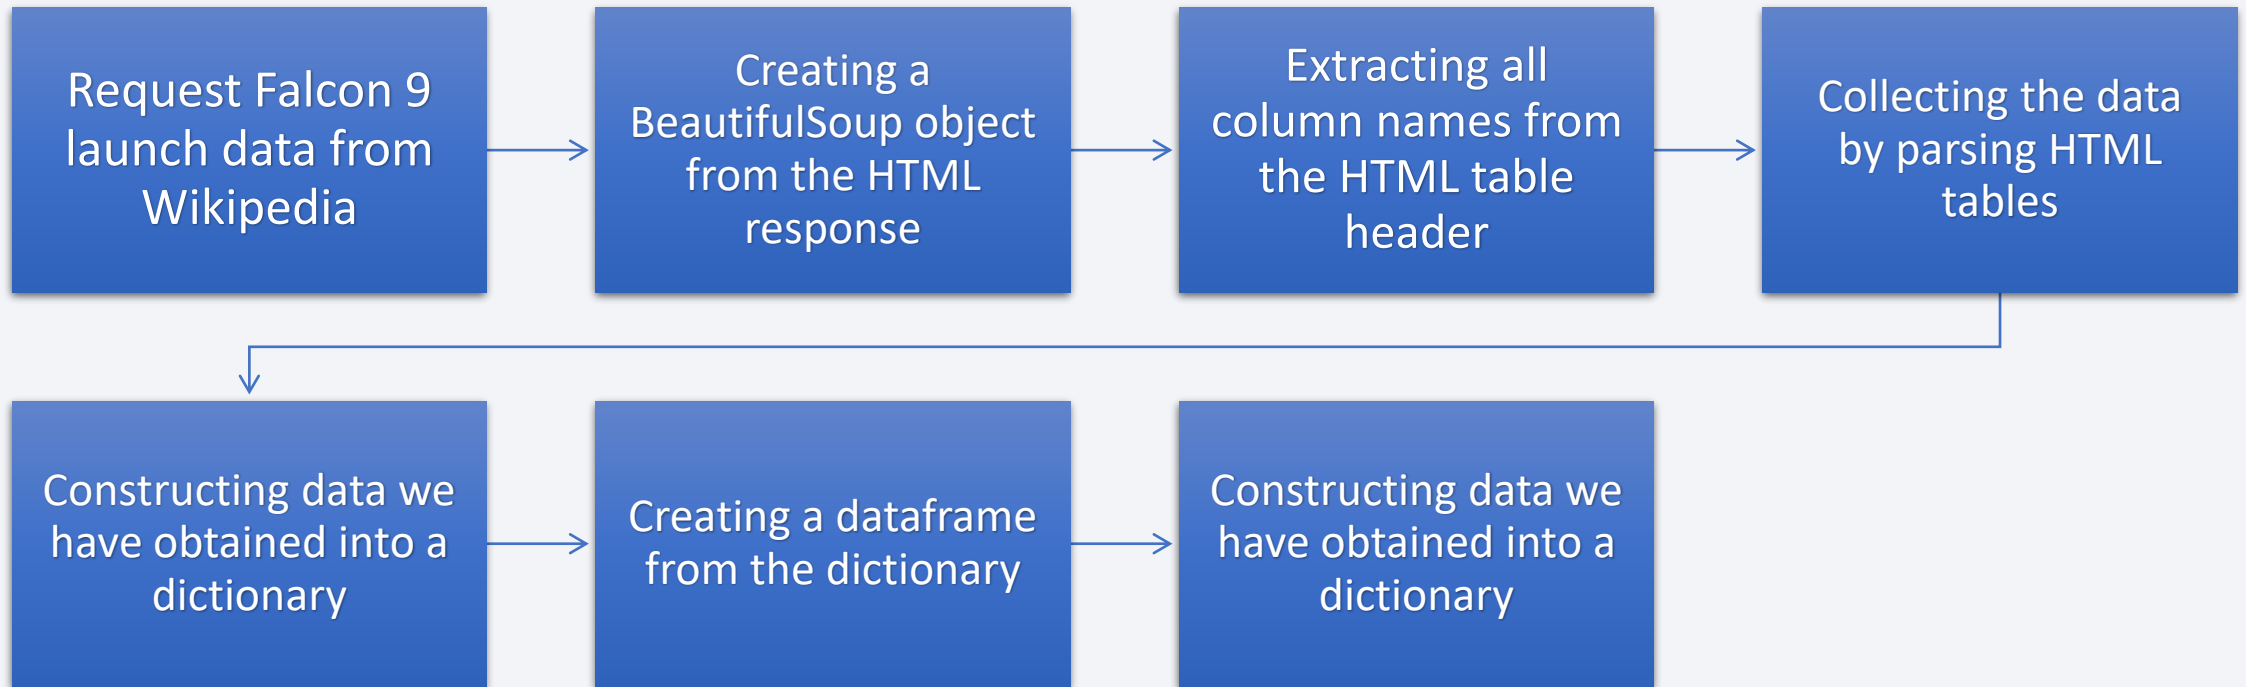 Request Falcon 9
launch data from
Wikipedia
Creating a
BeautifulSoup object
from the HTML
response
Extracting all
column names from
the HTML table
header
Collecting the data
by parsing HTML
tables
Constructing data we
have obtained into a
dictionary
Creating a dataframe
from the dictionary
Constructing data we
have obtained into a
dictionary